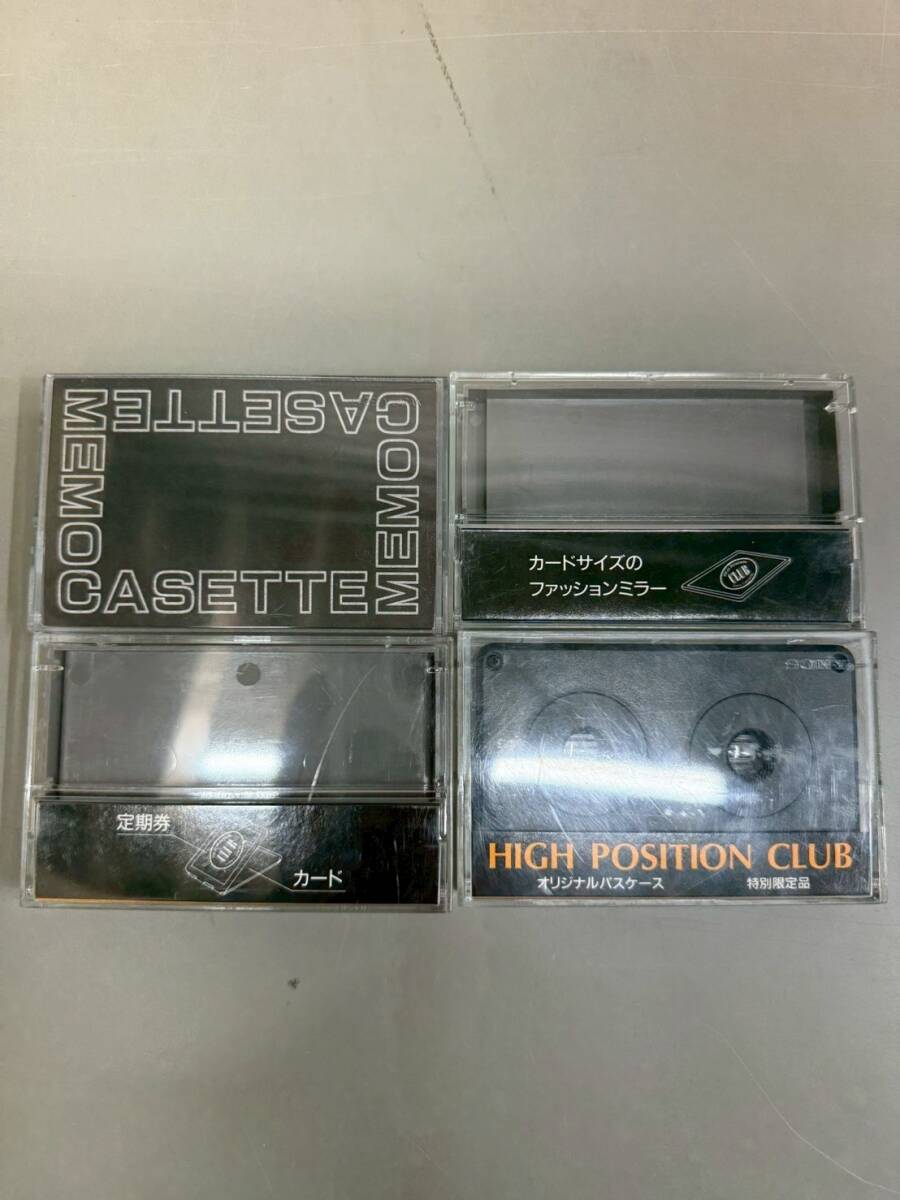 CASETTE
MEMO
MEMO
CASETTE
カードサイズの
ファッションミラー
定期券
カード
SONY
HIGH POSITION CLUB
オリジナルパスケース
特別限定品